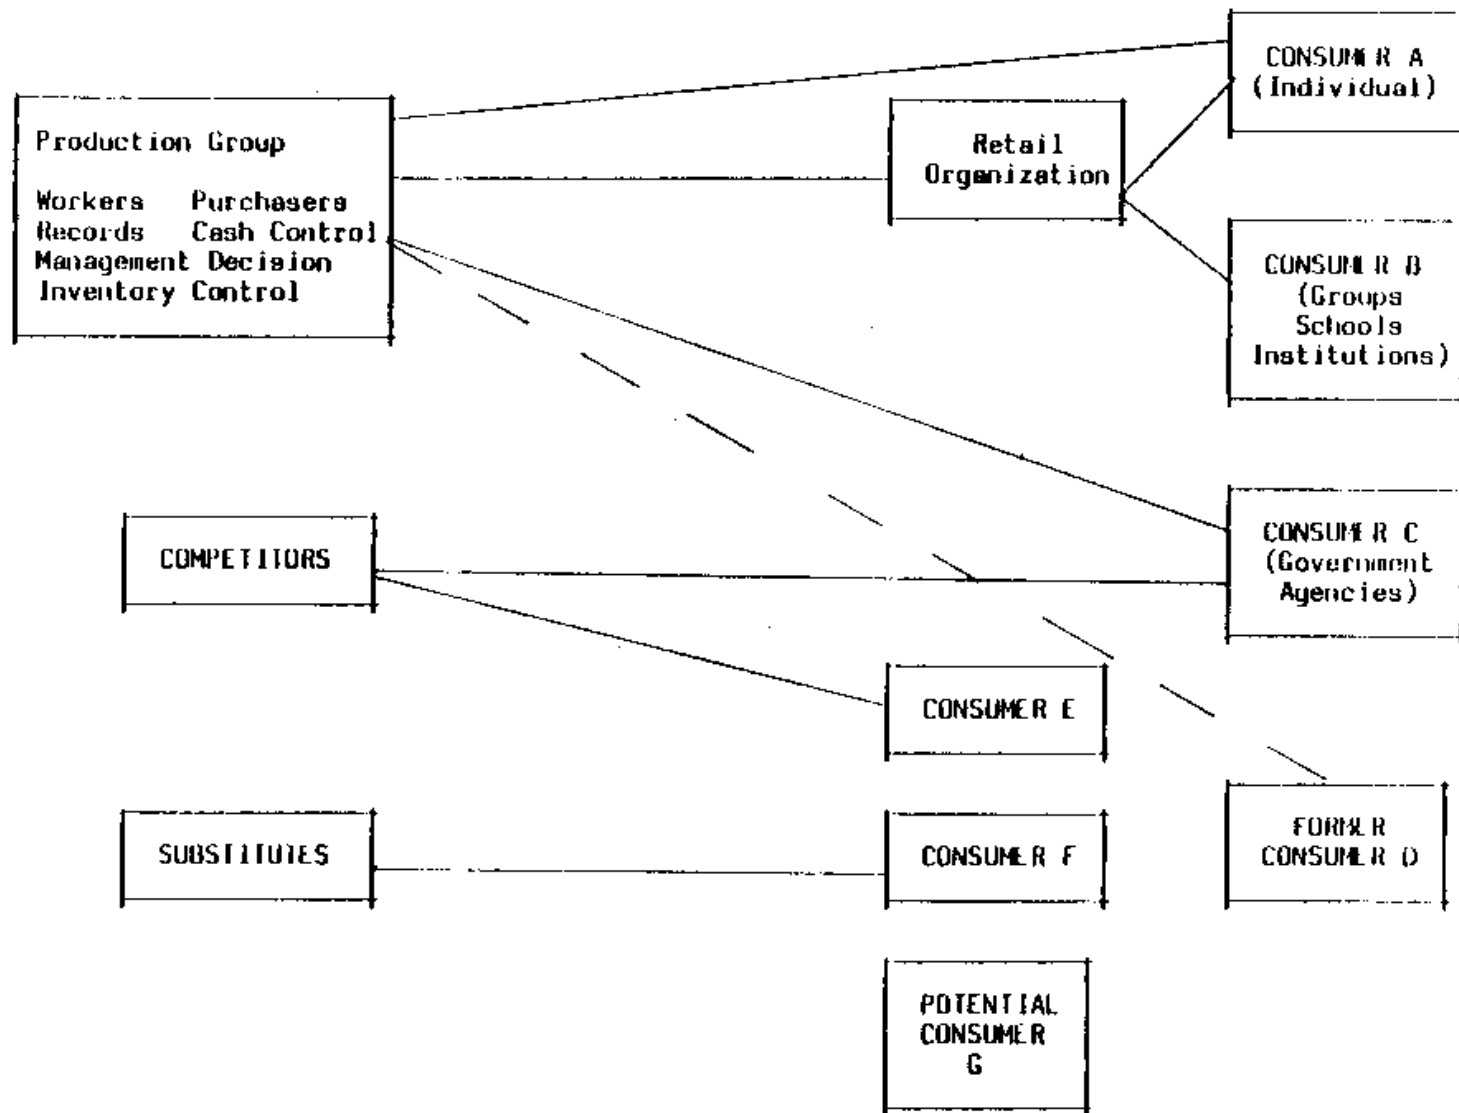 Production Group
Workers Purchasers
Records Cash Control
Management Decision
Inventory Control
Retail
Organization
CONSUMER A
(Individual)
CONSUMER B
(Groups
Schools
Institutions)
COMPETITORS
CONSUMER C
(Government
Agencies)
CONSUMER E
SUBSTITUTES
CONSUMER F
FORMER
CONSUMER D
POTENTIAL
CONSUMER
G